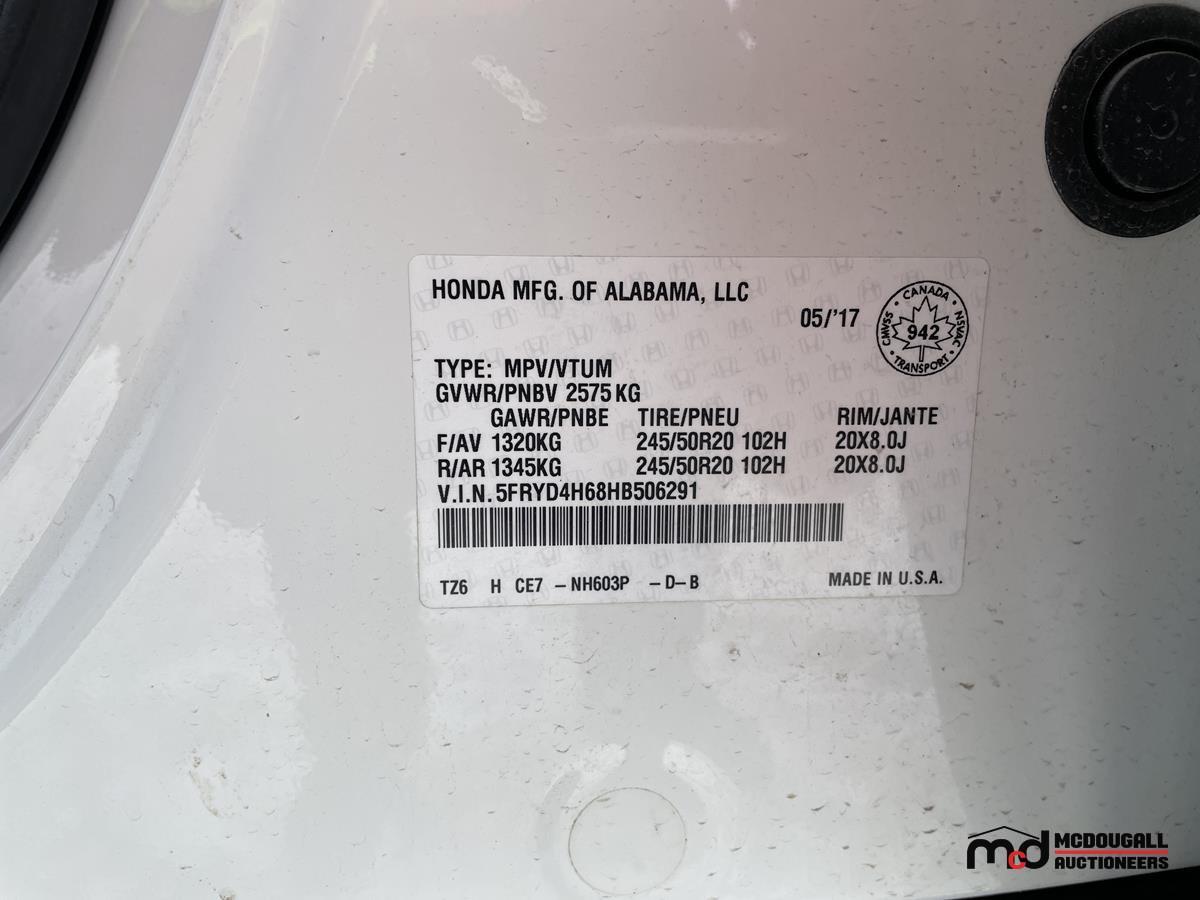 HONDA MFG. OF ALABAMA, LLC
05/'17
CANADA
CMVSS 942 NSVAC
TRANSPORT
TYPE: MPV/VTUM
GVWR/PNBV 2575 KG
GAWR/PNBE TIRE/PNEU RIM/JANTE
F/AV 1320KG 245/50R20 102H 20X8.0J
R/AR 1345KG 245/50R20 102H 20X8.0J
V.I.N. 5FRYD4H68HB506291
TZ6 H CE7 -NH603P -D-B MADE IN U.S.A.
mcd MCDOUGALL
AUCTIONEERS